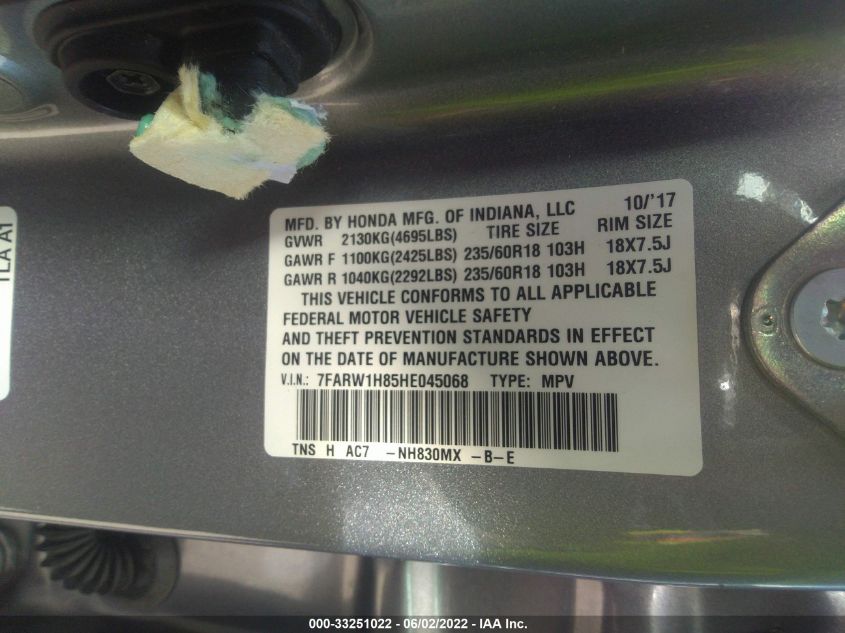 TLA A1
MFD. BY HONDA MFG. OF INDIANA, LLC 10/'17
GVWR 2130KG(4695LBS) TIRE SIZE RIM SIZE
GAWR F 1100KG(2425LBS) 235/60R18 103H 18X7.5J
GAWR R 1040KG(2292LBS) 235/60R18 103H 18X7.5J
THIS VEHICLE CONFORMS TO ALL APPLICABLE
FEDERAL MOTOR VEHICLE SAFETY
AND THEFT PREVENTION STANDARDS IN EFFECT
ON THE DATE OF MANUFACTURE SHOWN ABOVE.
V.I.N.: 7FARW1H85HE045068 TYPE: MPV
TNS H AC7 -NH830MX -B-E
000-33251022 - 06/02/2022 - IAA Inc.